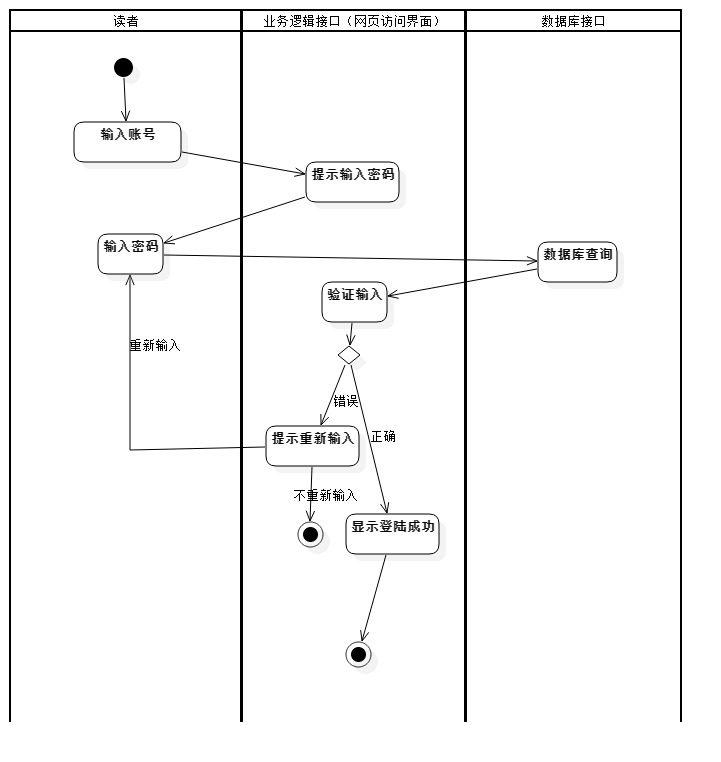 读者
业务逻辑接口（网页访问界面）
数据库接口
输入账号
提示输入密码
输入密码
数据库查询
验证输入
重新输入
错误
提示重新输入
正确
不重新输入
显示登陆成功